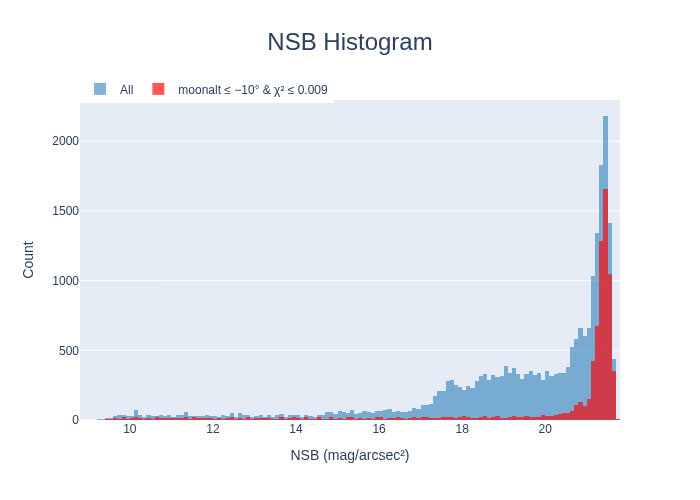 NSB Histogram
All
moonalt ≤ −10° & χ² ≤ 0.009
2000
1500
1000
500
0
Count
10
12
14
16
18
20
NSB (mag/arcsec²)